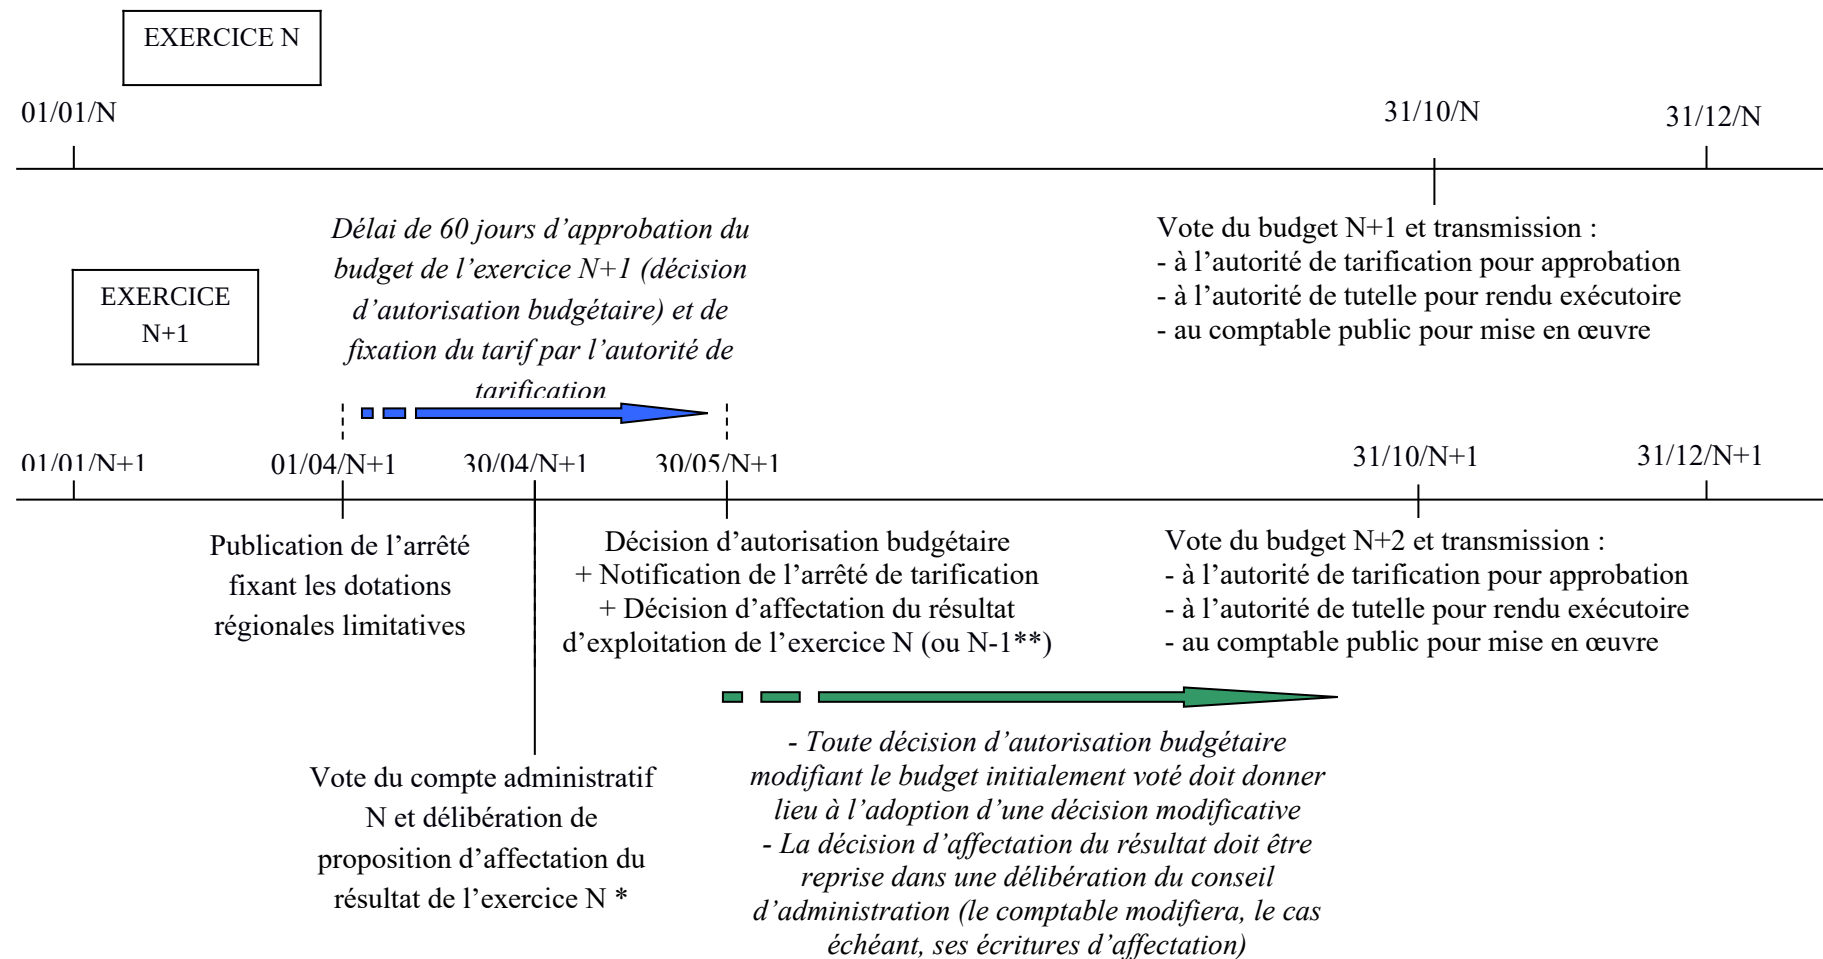 EXERCICE N
01/01/N
31/10/N
31/12/N
Délai de 60 jours d’approbation du
budget de l’exercice N+1 (décision
d’autorisation budgétaire) et de
fixation du tarif par l’autorité de
tarification
Vote du budget N+1 et transmission :
- à l’autorité de tarification pour approbation
- à l’autorité de tutelle pour rendu exécutoire
- au comptable public pour mise en œuvre
EXERCICE
N+1
01/01/N+1
01/04/N+1
30/04/N+1
30/05/N+1
31/10/N+1
31/12/N+1
Publication de l’arrêté
fixant les dotations
régionales limitatives
Décision d’autorisation budgétaire
+ Notification de l’arrêté de tarification
+ Décision d’affectation du résultat
d’exploitation de l’exercice N (ou N-1**)
Vote du budget N+2 et transmission :
- à l’autorité de tarification pour approbation
- à l’autorité de tutelle pour rendu exécutoire
- au comptable public pour mise en œuvre
Vote du compte administratif
N et délibération de
proposition d’affectation du
résultat de l’exercice N *
- Toute décision d’autorisation budgétaire
modifiant le budget initialement voté doit donner
lieu à l’adoption d’une décision modificative
- La décision d’affectation du résultat doit être
reprise dans une délibération du conseil
d’administration (le comptable modifiera, le cas
échéant, ses écritures d’affectation)